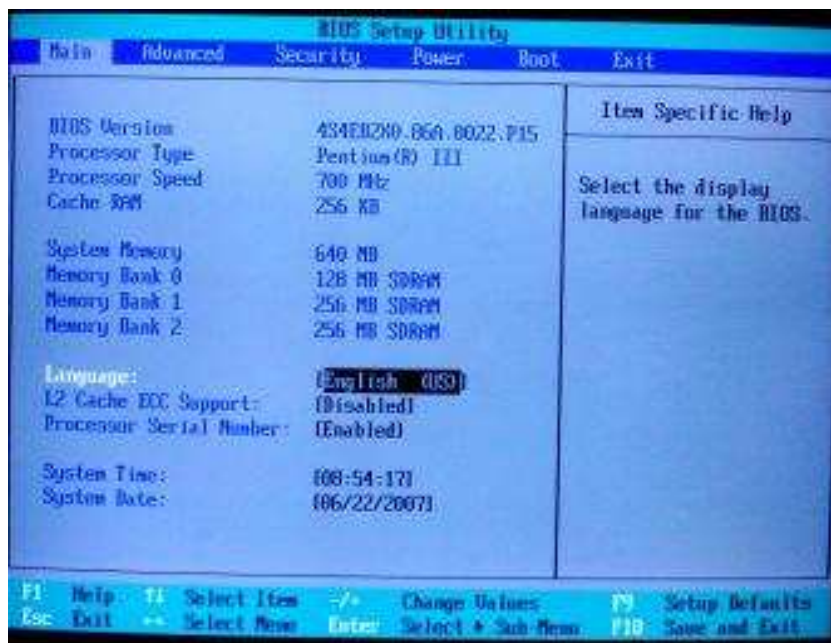 BIOS Setup Utility
Main Advanced Security Power Boot Exit
BIOS Version 4S4EB2X0.86A.0022.P15
Processor Type Pentium(R) III
Processor Speed 700 MHz
Cache RAM 256 KB
System Memory 640 MB
Memory Bank 0 128 MB SDRAM
Memory Bank 1 256 MB SDRAM
Memory Bank 2 256 MB SDRAM
Language: [English (US)]
L2 Cache ECC Support: [Disabled]
Processor Serial Number: [Enabled]
System Time: [08:54:17]
System Date: [06/22/2007]
Item Specific Help
Select the display
language for the BIOS.
F1 Help ↑↓ Select Item -/+ Change Values F9 Setup Defaults
Esc Exit ←→ Select Menu Enter Select ▶ Sub-Menu F10 Save and Exit